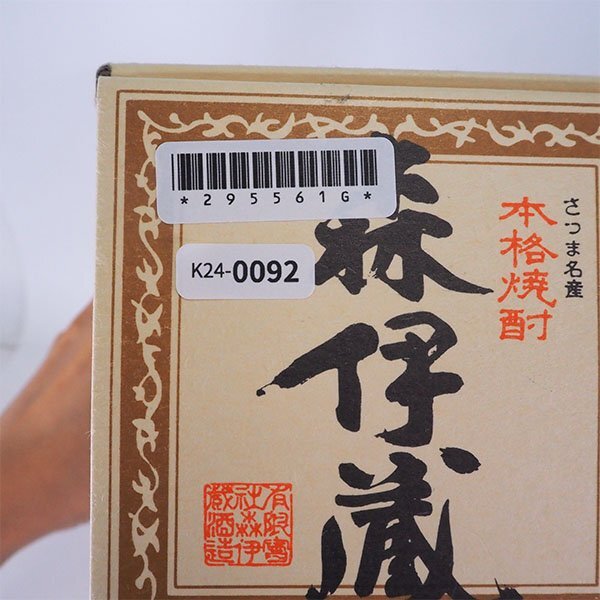 *295561G*
K24-0092
さつま名産
本格焼酎
森伊蔵
有限會
社森伊
蔵酒造